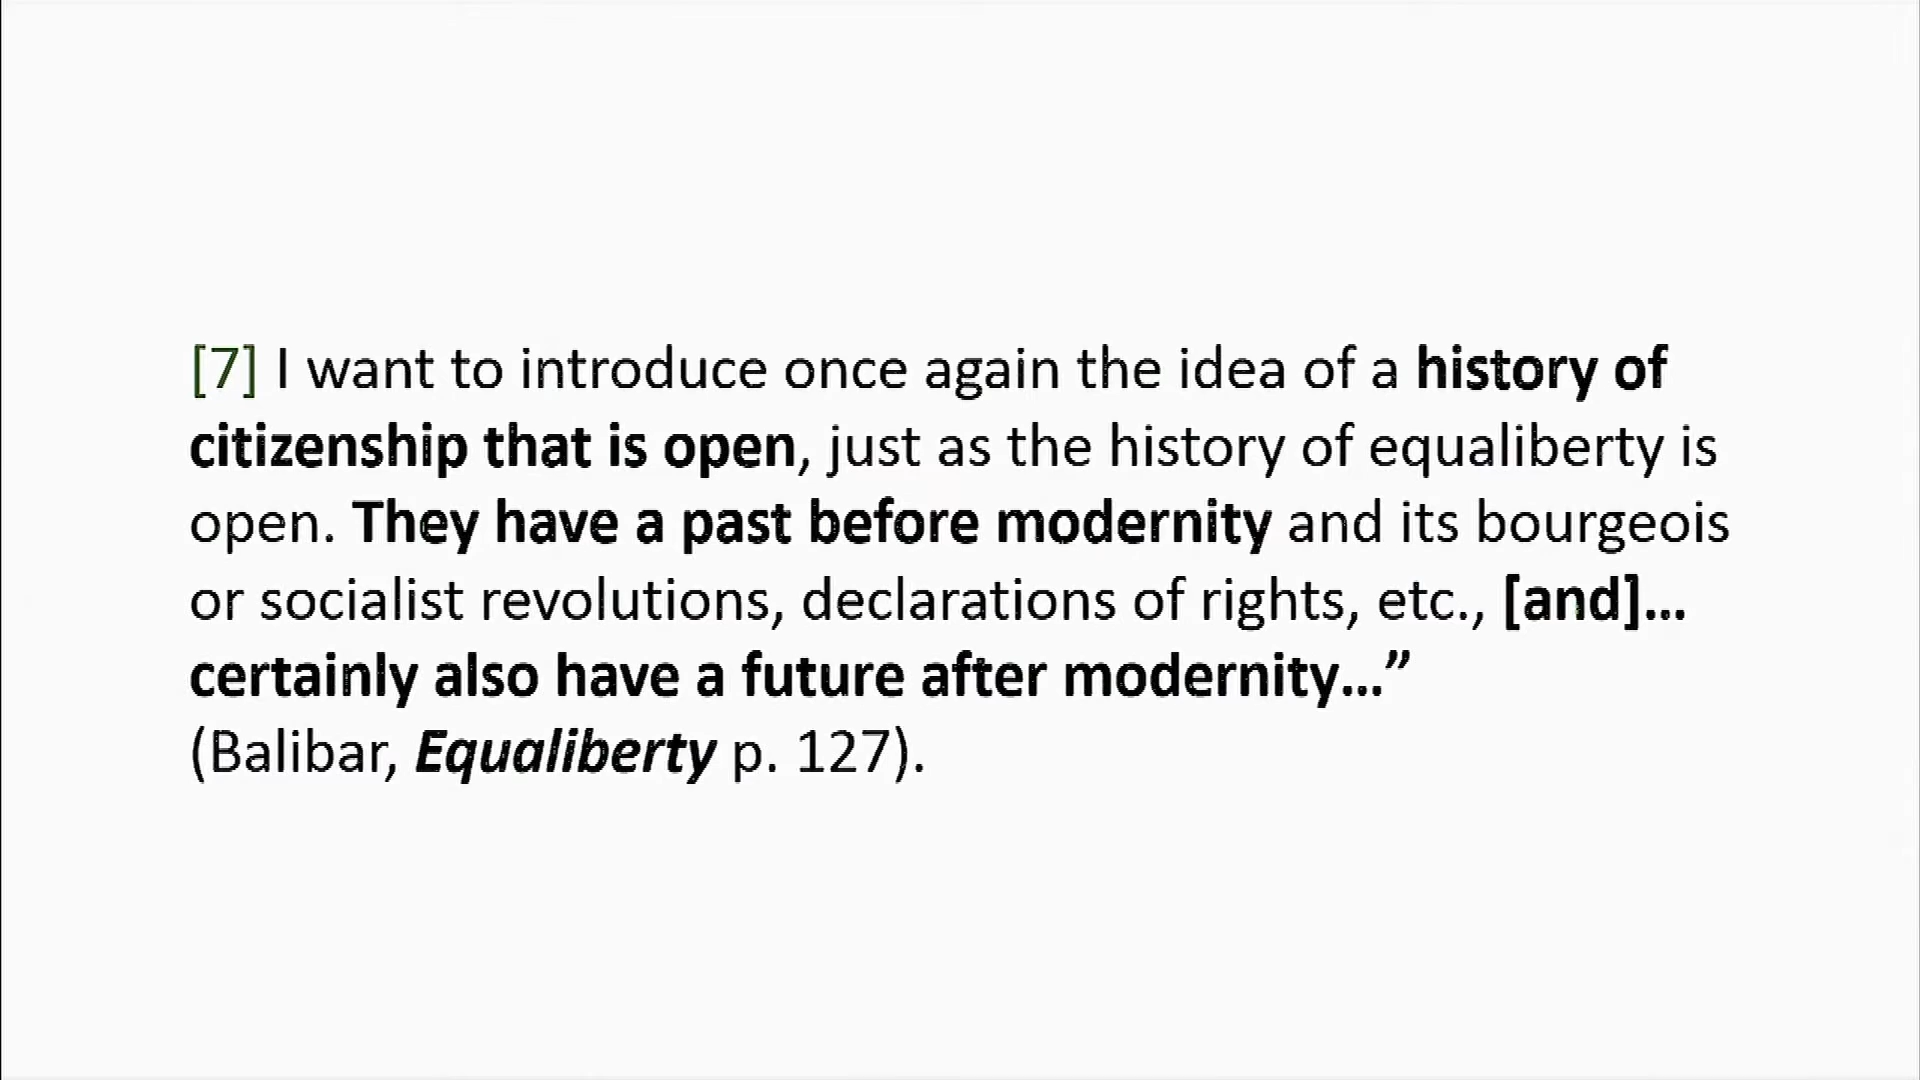 [7] I want to introduce once again the idea of a history of
citizenship that is open, just as the history of equaliberty is
open. They have a past before modernity and its bourgeois
or socialist revolutions, declarations of rights, etc., [and]…
certainly also have a future after modernity…”
(Balibar, Equaliberty p. 127).